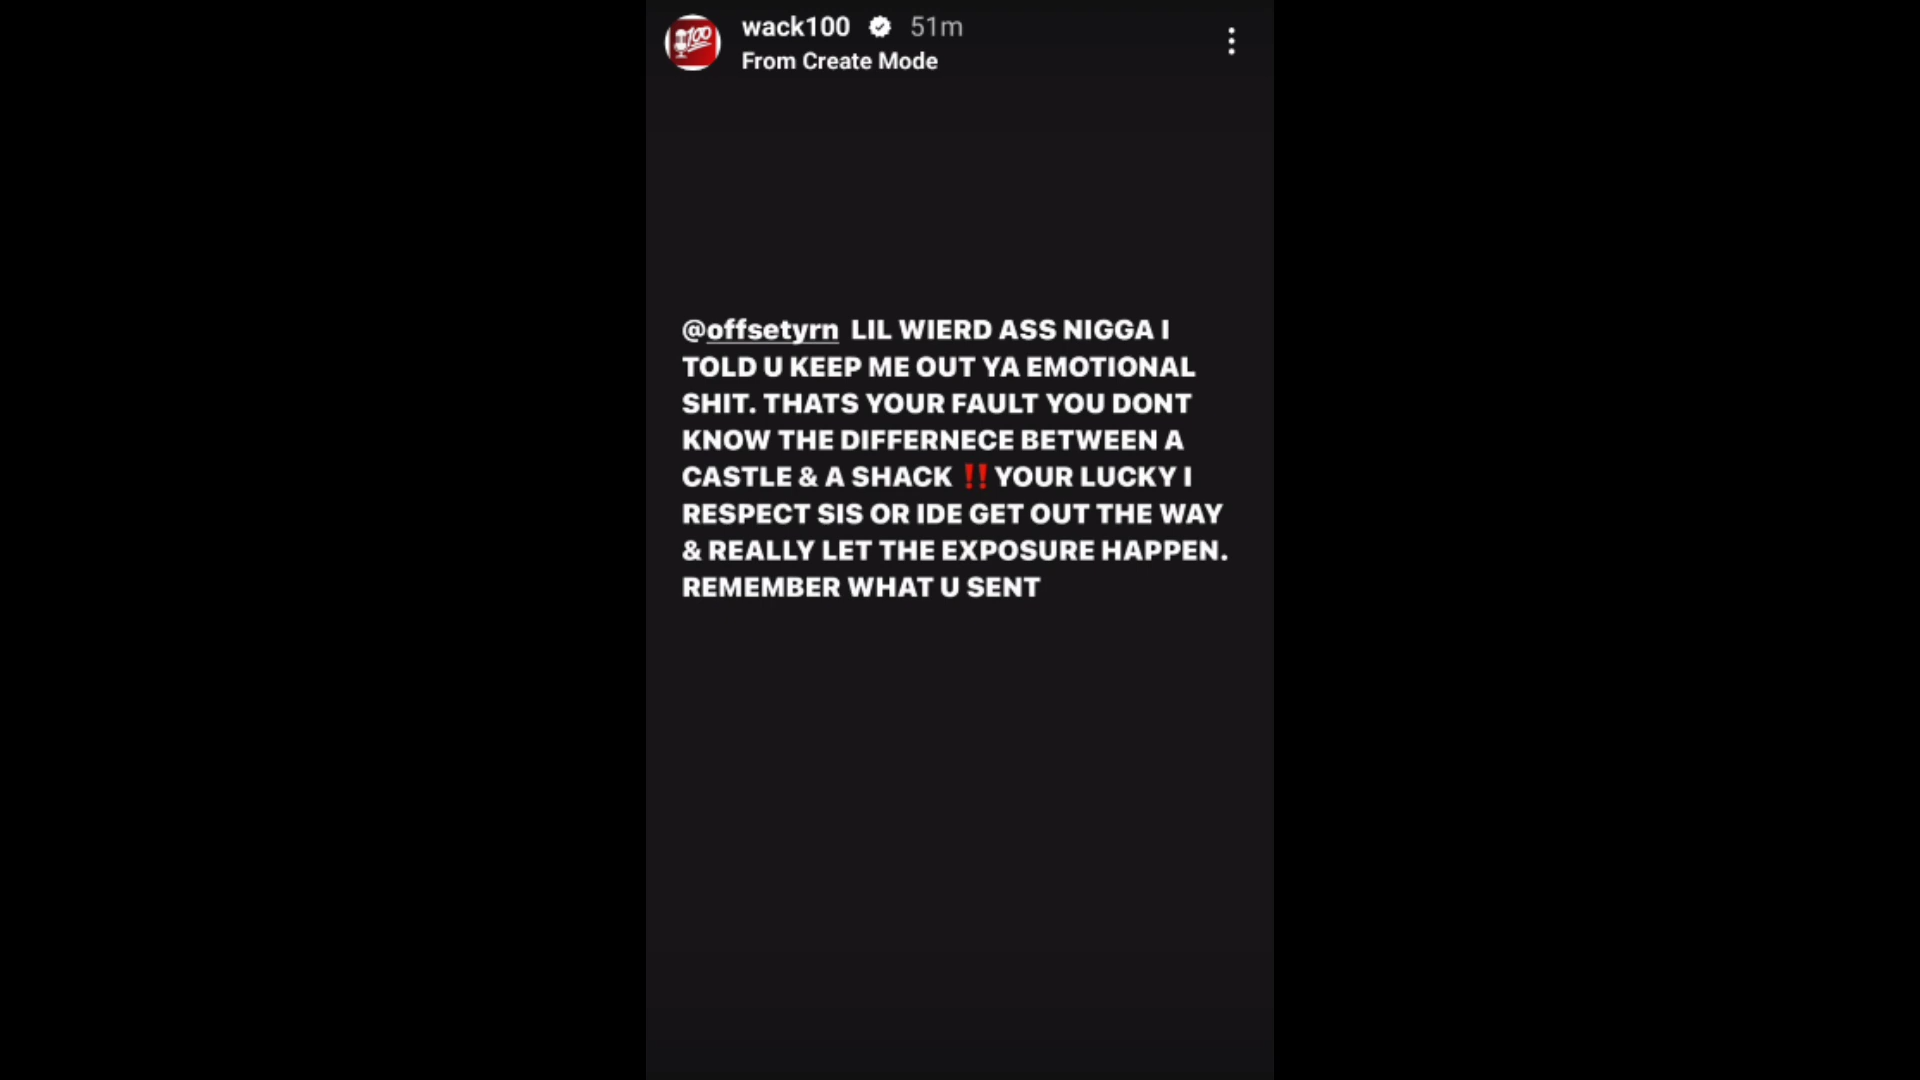 wack100 51m
From Create Mode
@offsetyrn LIL WIERD ASS NIGGA I
TOLD U KEEP ME OUT YA EMOTIONAL
SHIT. THATS YOUR FAULT YOU DONT
KNOW THE DIFFERNECE BETWEEN A
CASTLE & A SHACK ‼️ YOUR LUCKY I
RESPECT SIS OR IDE GET OUT THE WAY
& REALLY LET THE EXPOSURE HAPPEN.
REMEMBER WHAT U SENT
100